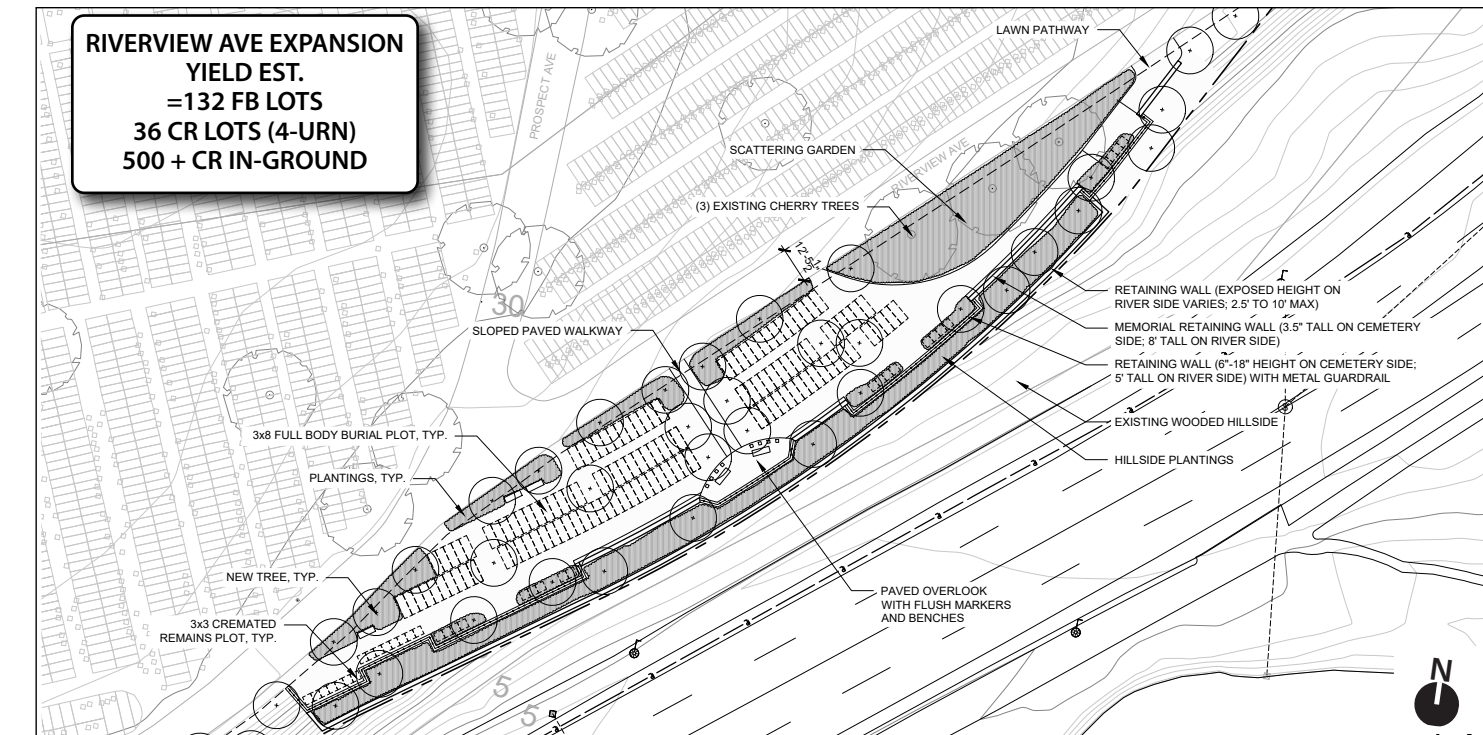 RIVERVIEW AVE EXPANSION
YIELD EST.
=132 FB LOTS
36 CR LOTS (4-URN)
500 + CR IN-GROUND
PROSPECT AVE
LAWN PATHWAY
SCATTERING GARDEN
RIVERVIEW AVE
(3) EXISTING CHERRY TREES
30
SLOPED PAVED WALKWAY
RETAINING WALL (EXPOSED HEIGHT ON
RIVER SIDE VARIES; 2.5' TO 10' MAX)
MEMORIAL RETAINING WALL (3.5" TALL ON CEMETERY
SIDE; 8' TALL ON RIVER SIDE)
RETAINING WALL (6"-18" HEIGHT ON CEMETERY SIDE;
5' TALL ON RIVER SIDE) WITH METAL GUARDRAIL
EXISTING WOODED HILLSIDE
HILLSIDE PLANTINGS
3x8 FULL BODY BURIAL PLOT, TYP.
PLANTINGS, TYP.
NEW TREE, TYP.
3x3 CREMATED
REMAINS PLOT, TYP.
PAVED OVERLOOK
WITH FLUSH MARKERS
AND BENCHES
5
5
N